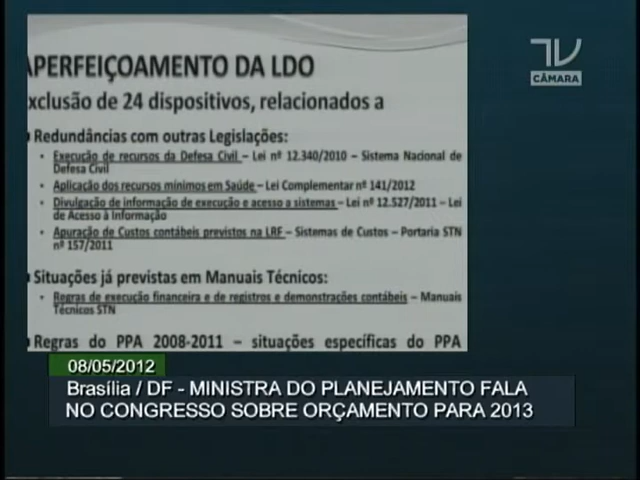 APERFEIÇOAMENTO DA LDO
TV
CÂMARA
xclusão de 24 dispositivos, relacionados a
Redundâncias com outras Legislações:
• Execução de recursos da Defesa Civil – Lei nº 12.340/2010 – Sistema Nacional de
Defesa Civil
• Aplicação dos recursos mínimos em Saúde – Lei Complementar nº 141/2012
• Divulgação de informação de execução e acesso a sistemas – Lei nº 12.527/2011 – Lei
de Acesso à Informação
• Apuração de Custos contábeis previstos na LRF – Sistemas de Custos – Portaria STN
nº 157/2011
Situações já previstas em Manuais Técnicos:
• Regras de execução financeira e de registros e demonstrações contábeis – Manuais
Técnicos STN
Regras do PPA 2008-2011 – situações específicas do PPA
08/05/2012
Brasília / DF - MINISTRA DO PLANEJAMENTO FALA
NO CONGRESSO SOBRE ORÇAMENTO PARA 2013